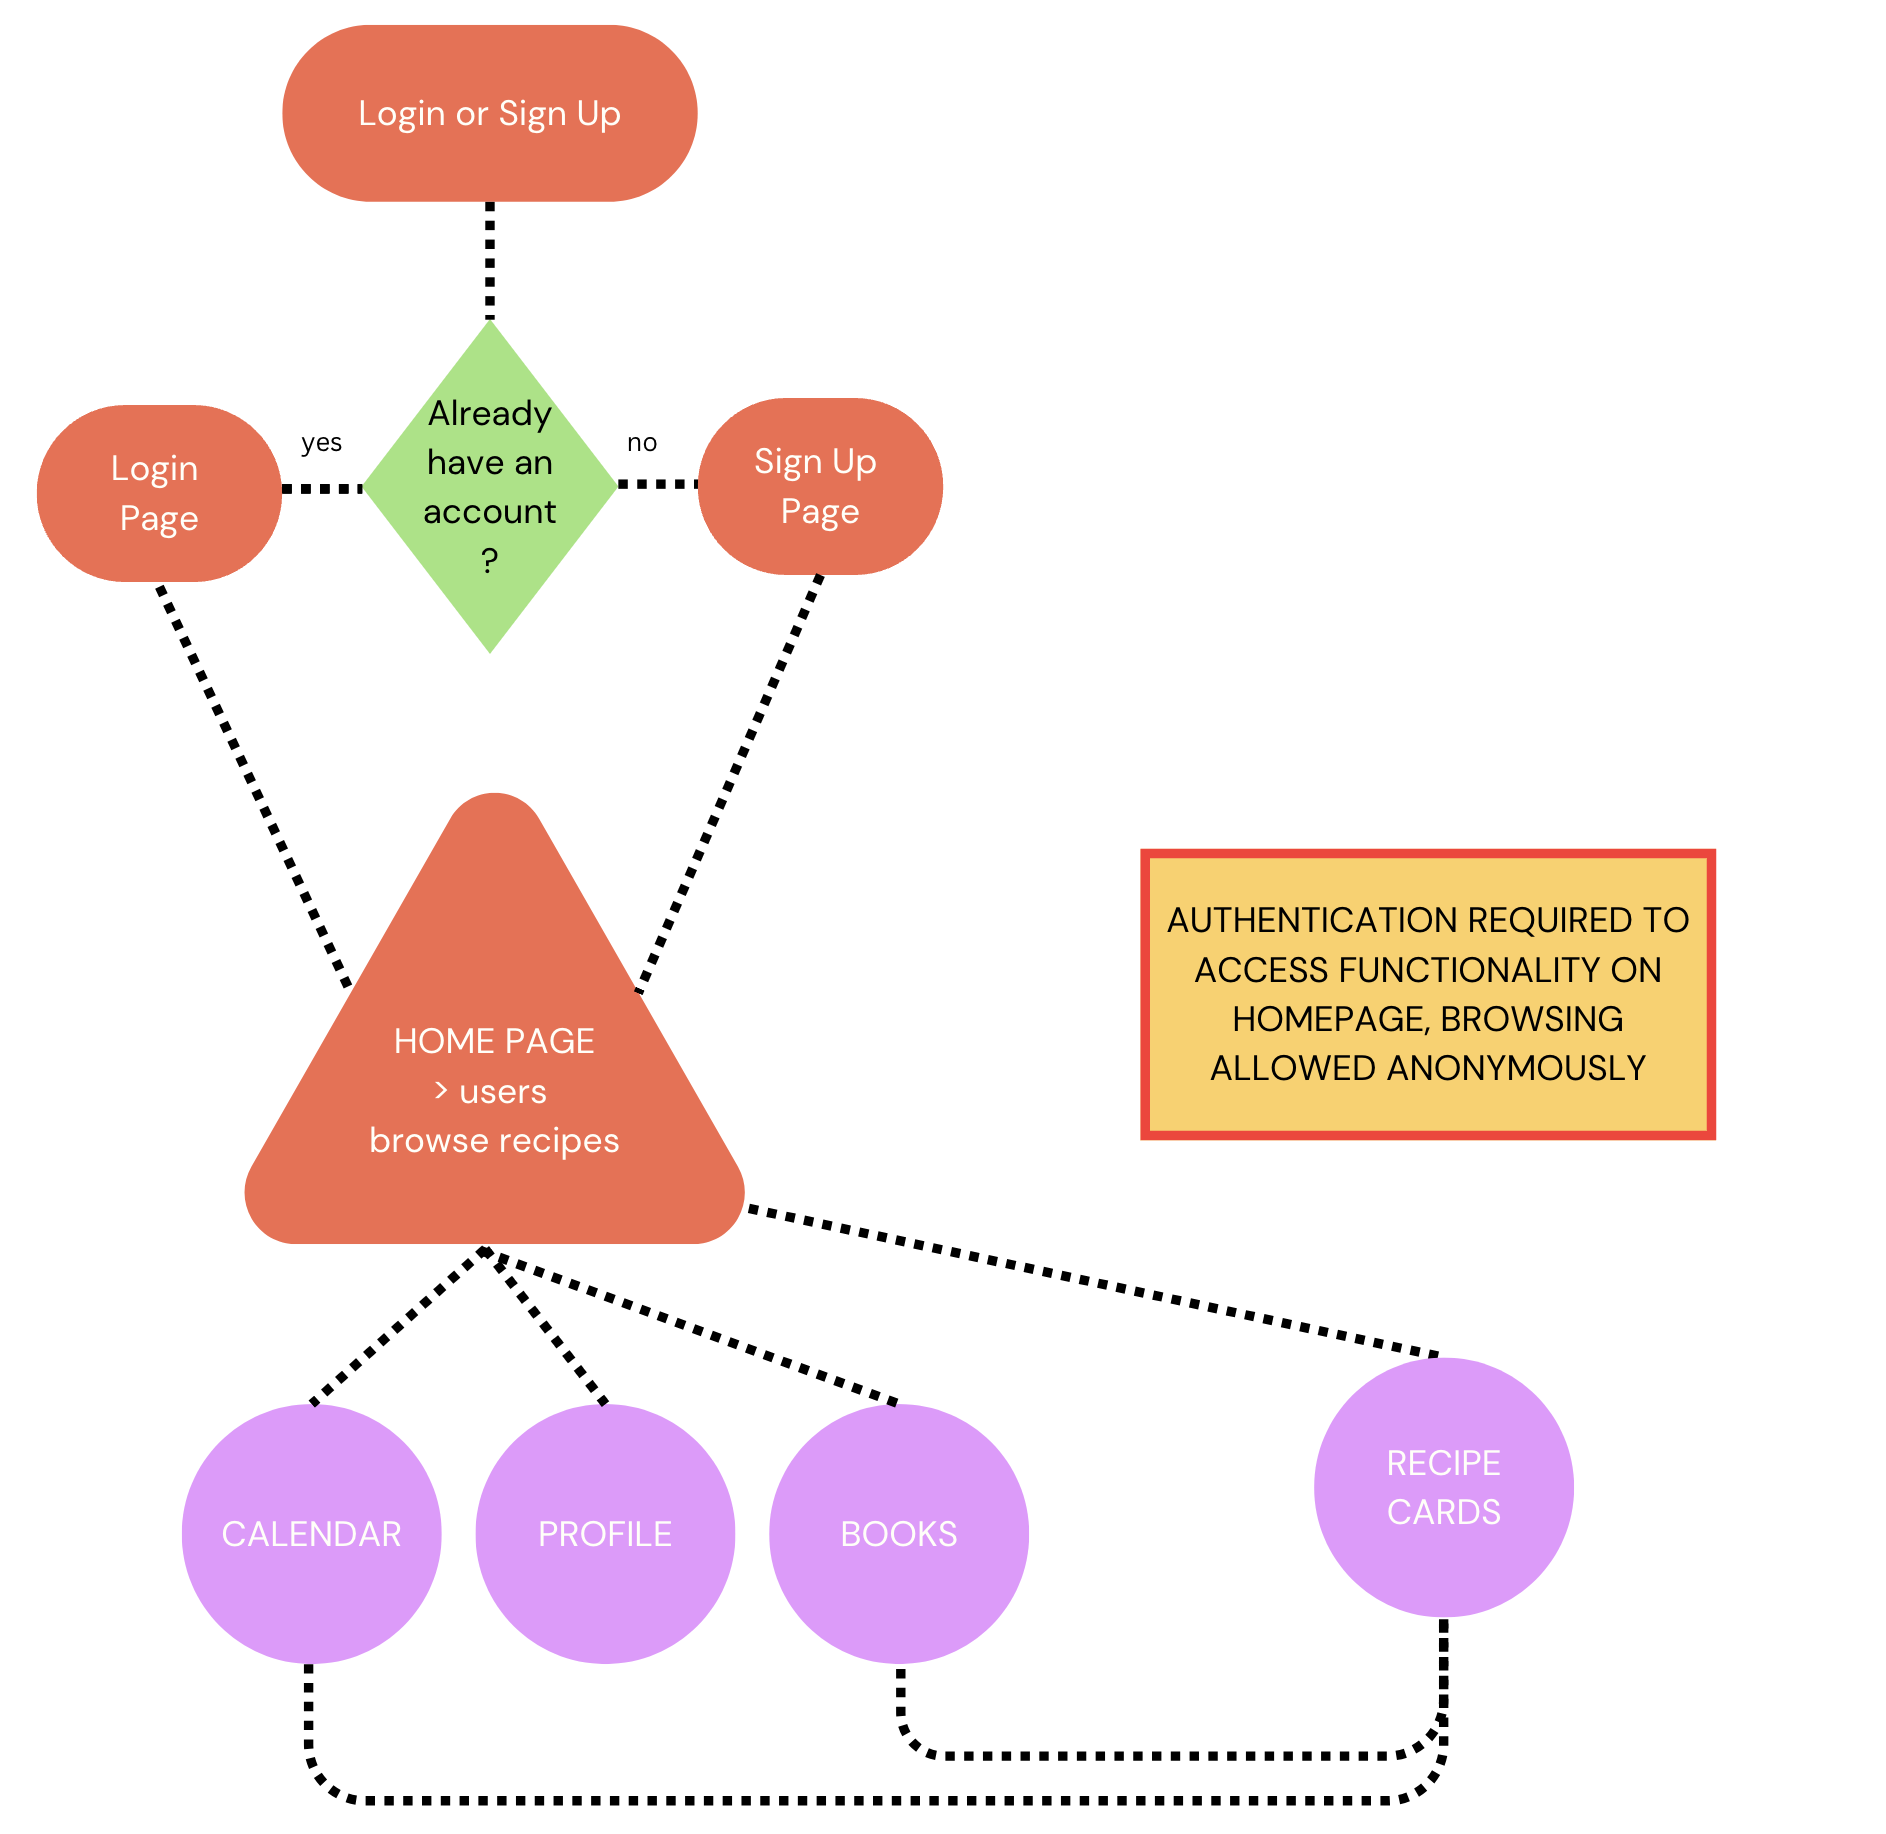 Login or Sign Up
Already
have an
account
?
yes
no
Login
Page
Sign Up
Page
HOME PAGE
> users
browse recipes
AUTHENTICATION REQUIRED TO
ACCESS FUNCTIONALITY ON
HOMEPAGE, BROWSING
ALLOWED ANONYMOUSLY
CALENDAR
PROFILE
BOOKS
RECIPE
CARDS